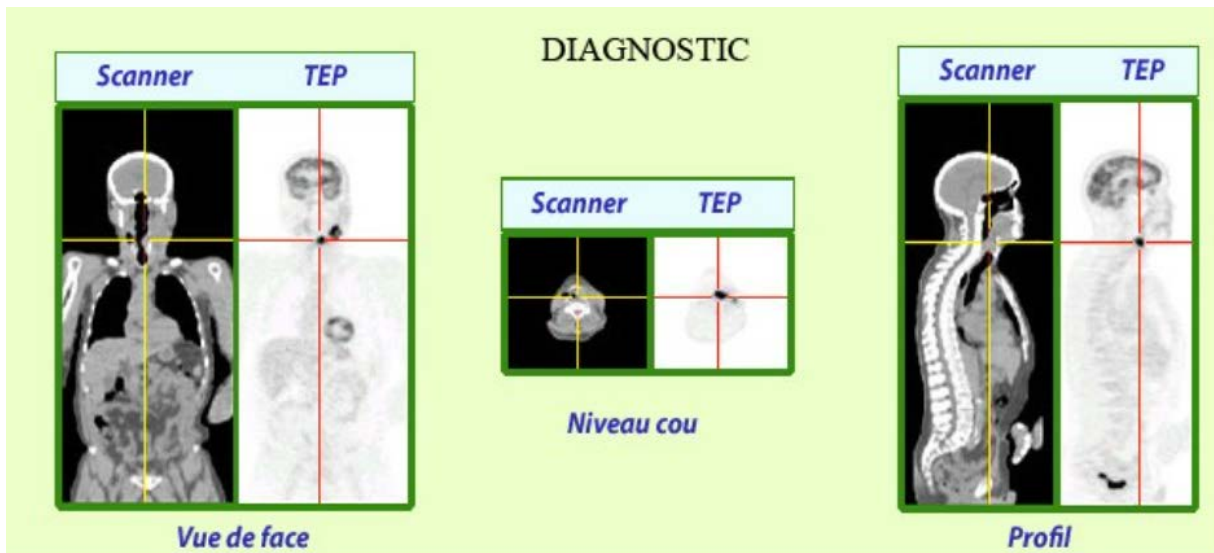 DIAGNOSTIC
Scanner TEP
Vue de face
Scanner TEP
Niveau cou
Scanner TEP
Profil